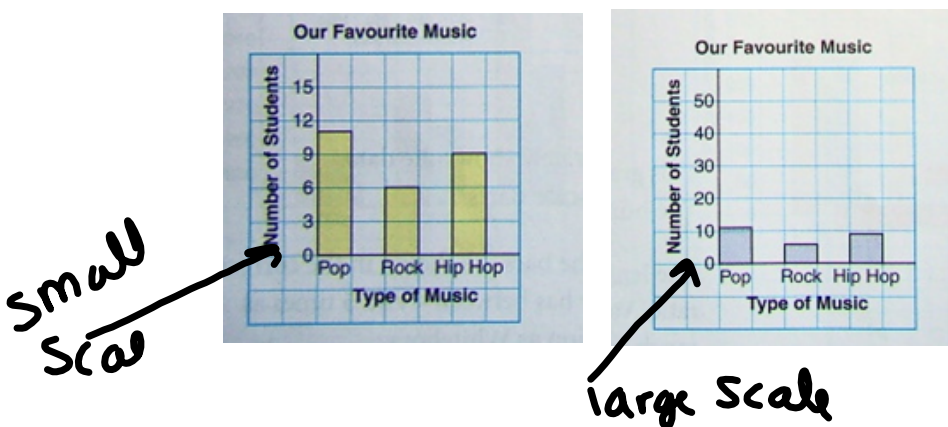 Our Favourite Music
Number of Students
15
12
9
6
3
0
Pop Rock Hip Hop
Type of Music
small
scal
Our Favourite Music
Number of Students
50
40
30
20
10
0
Pop Rock Hip Hop
Type of Music
large scale